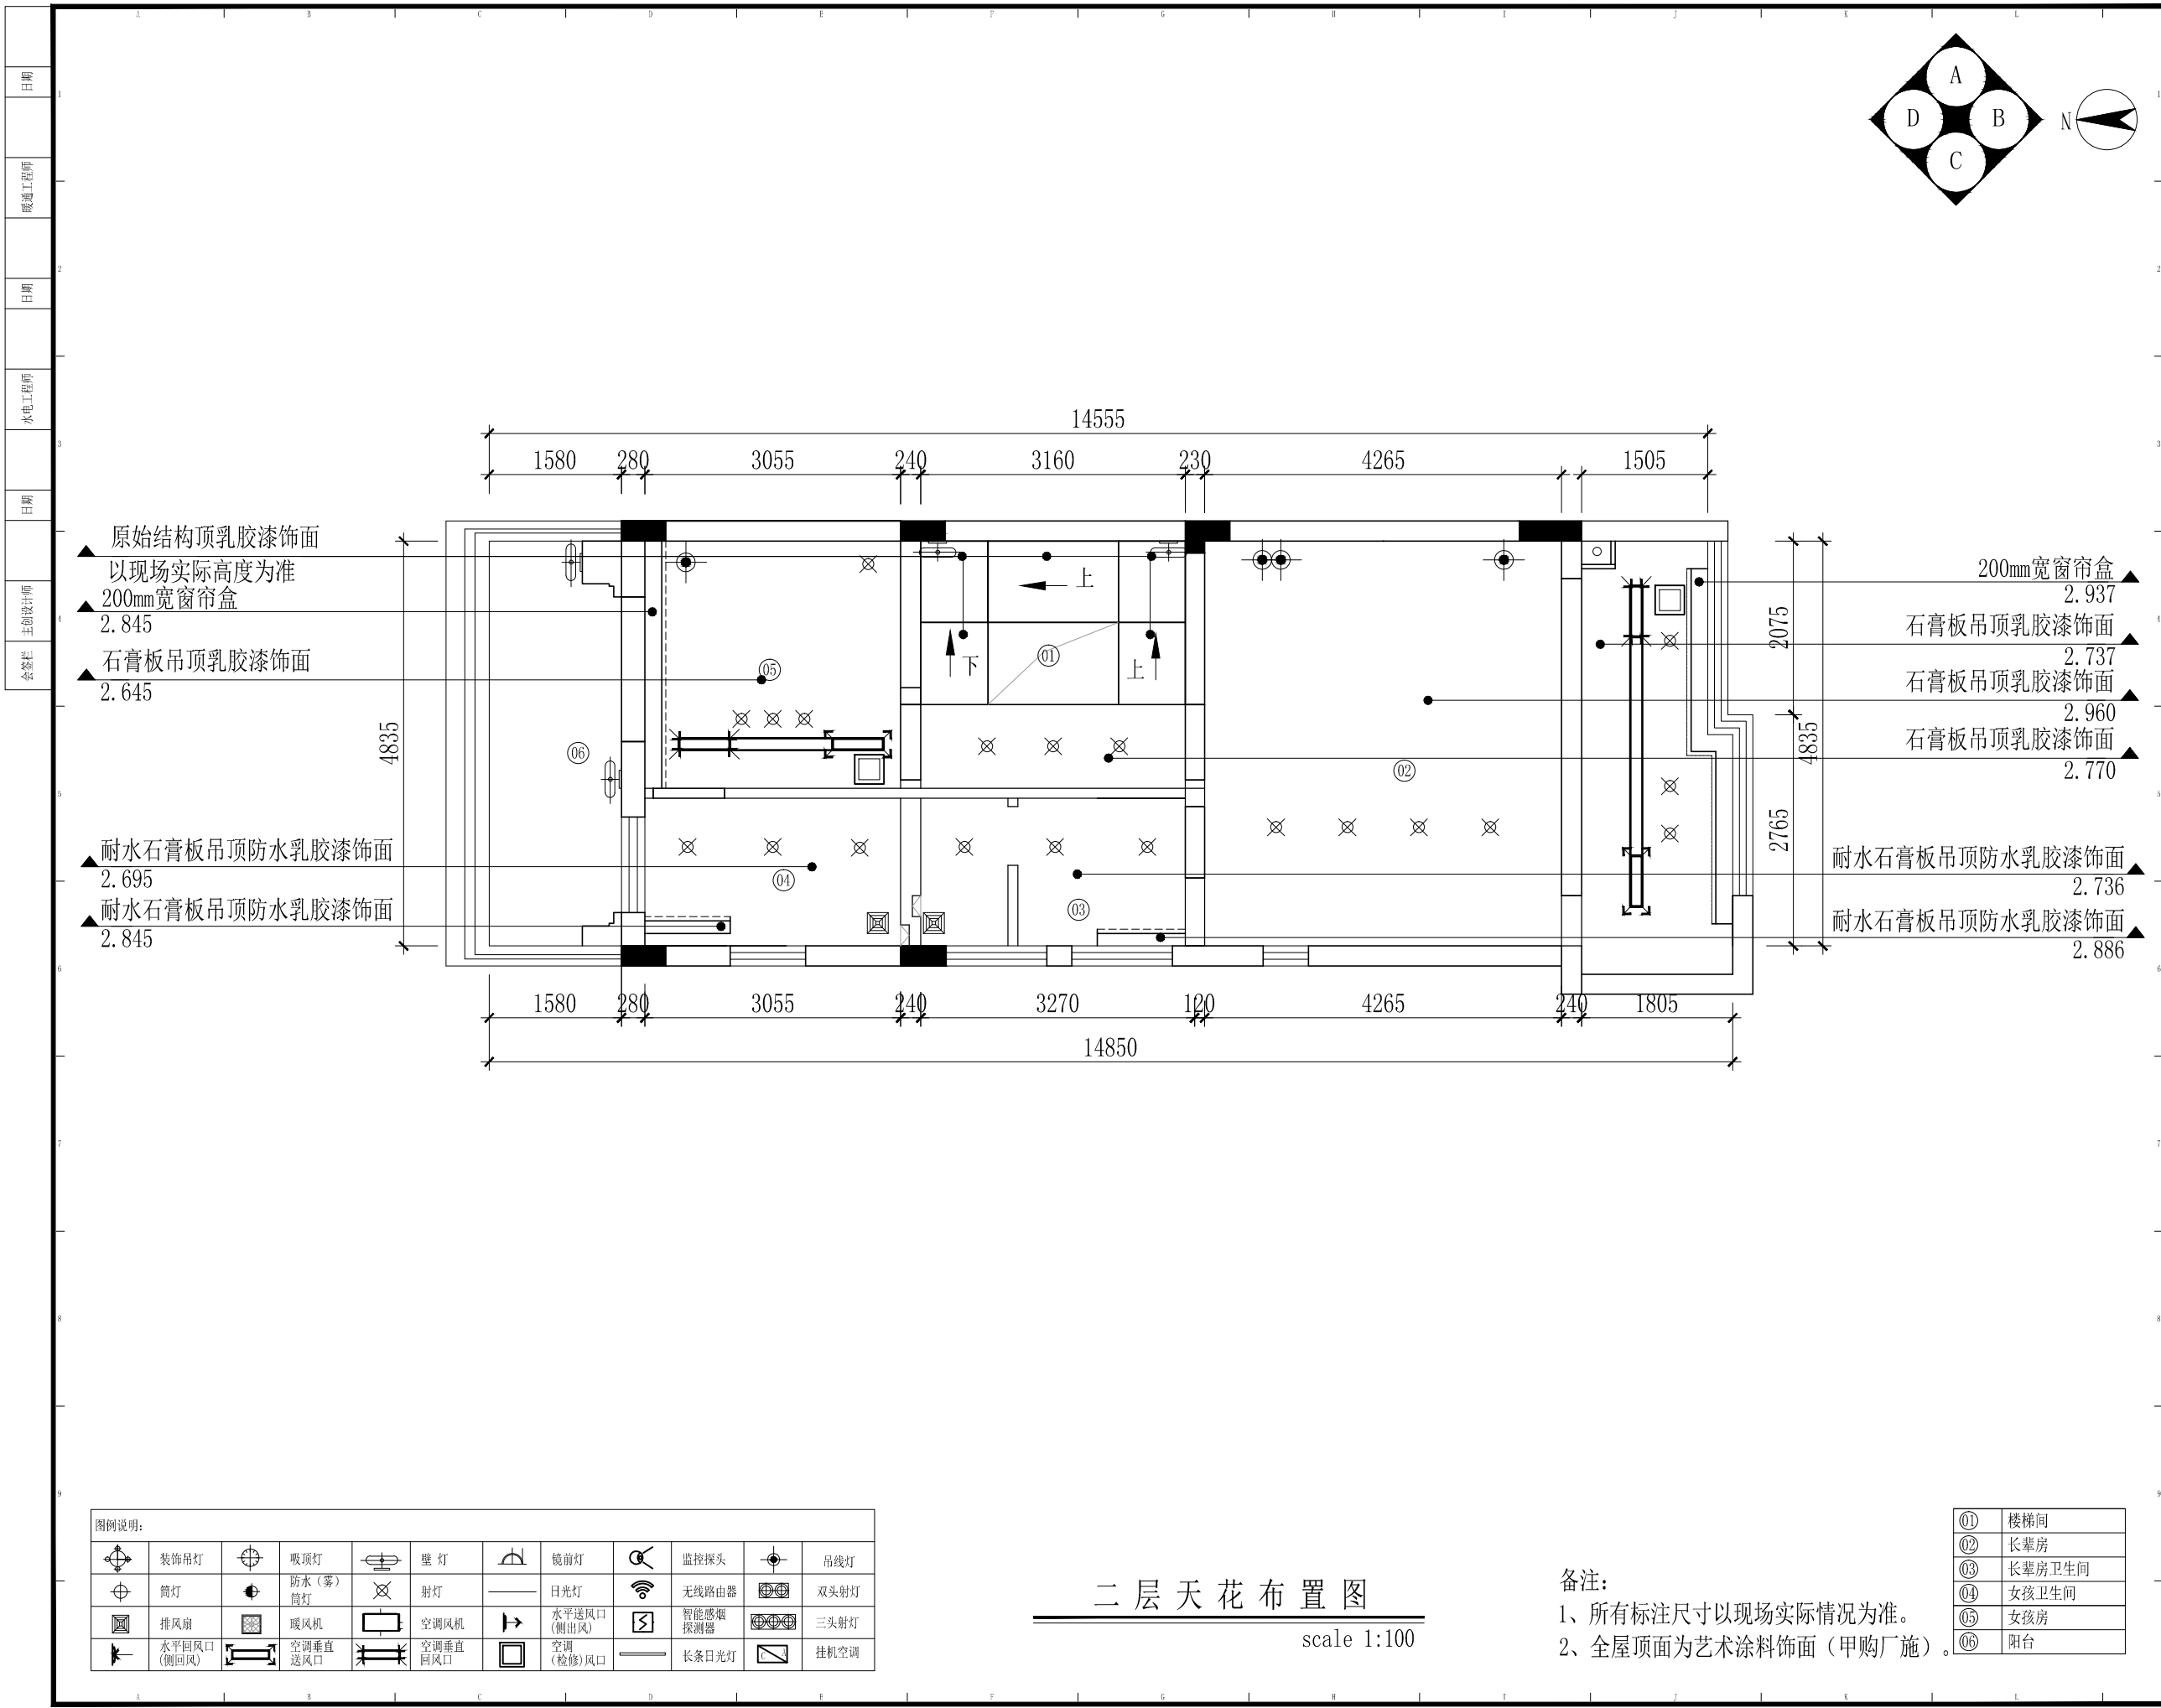 A B C D E F G H I J K L
日期
暖通工程师
日期
水电工程师
日期
主创设计师
会签栏
1
2
3
4
5
6
7
8
9
A
D B
C
N
14555
1580 280 3055 240 3160 230 4265 1505
原始结构顶乳胶漆饰面
以现场实际高度为准
200mm宽窗帘盒
2.845
石膏板吊顶乳胶漆饰面
2.645
耐水石膏板吊顶防水乳胶漆饰面
2.695
耐水石膏板吊顶防水乳胶漆饰面
2.845
4835
上
下
上
01
02
03
04
05
06
2075
2765
4835
200mm宽窗帘盒
2.937
石膏板吊顶乳胶漆饰面
2.737
石膏板吊顶乳胶漆饰面
2.960
石膏板吊顶乳胶漆饰面
2.770
耐水石膏板吊顶防水乳胶漆饰面
2.736
耐水石膏板吊顶防水乳胶漆饰面
2.886
1580 280 3055 240 3270 120 4265 240 1805
14850
图例说明:
装饰吊灯 吸顶灯 壁 灯 镜前灯 监控探头 吊线灯
筒灯 防水（雾）筒灯 射灯 日光灯 无线路由器 双头射灯
排风扇 暖风机 空调风机 水平送风口(侧出风) 智能感烟探测器 三头射灯
水平回风口(侧回风) 空调垂直送风口 空调垂直回风口 空调(检修)风口 长条日光灯 挂机空调
二层天花布置图
scale 1:100
备注:
1、所有标注尺寸以现场实际情况为准。
2、全屋顶面为艺术涂料饰面（甲购厂施）。
01 楼梯间
02 长辈房
03 长辈房卫生间
04 女孩卫生间
05 女孩房
06 阳台
1
2
3
4
5
6
7
8
9
A B C D E F G H I J K L